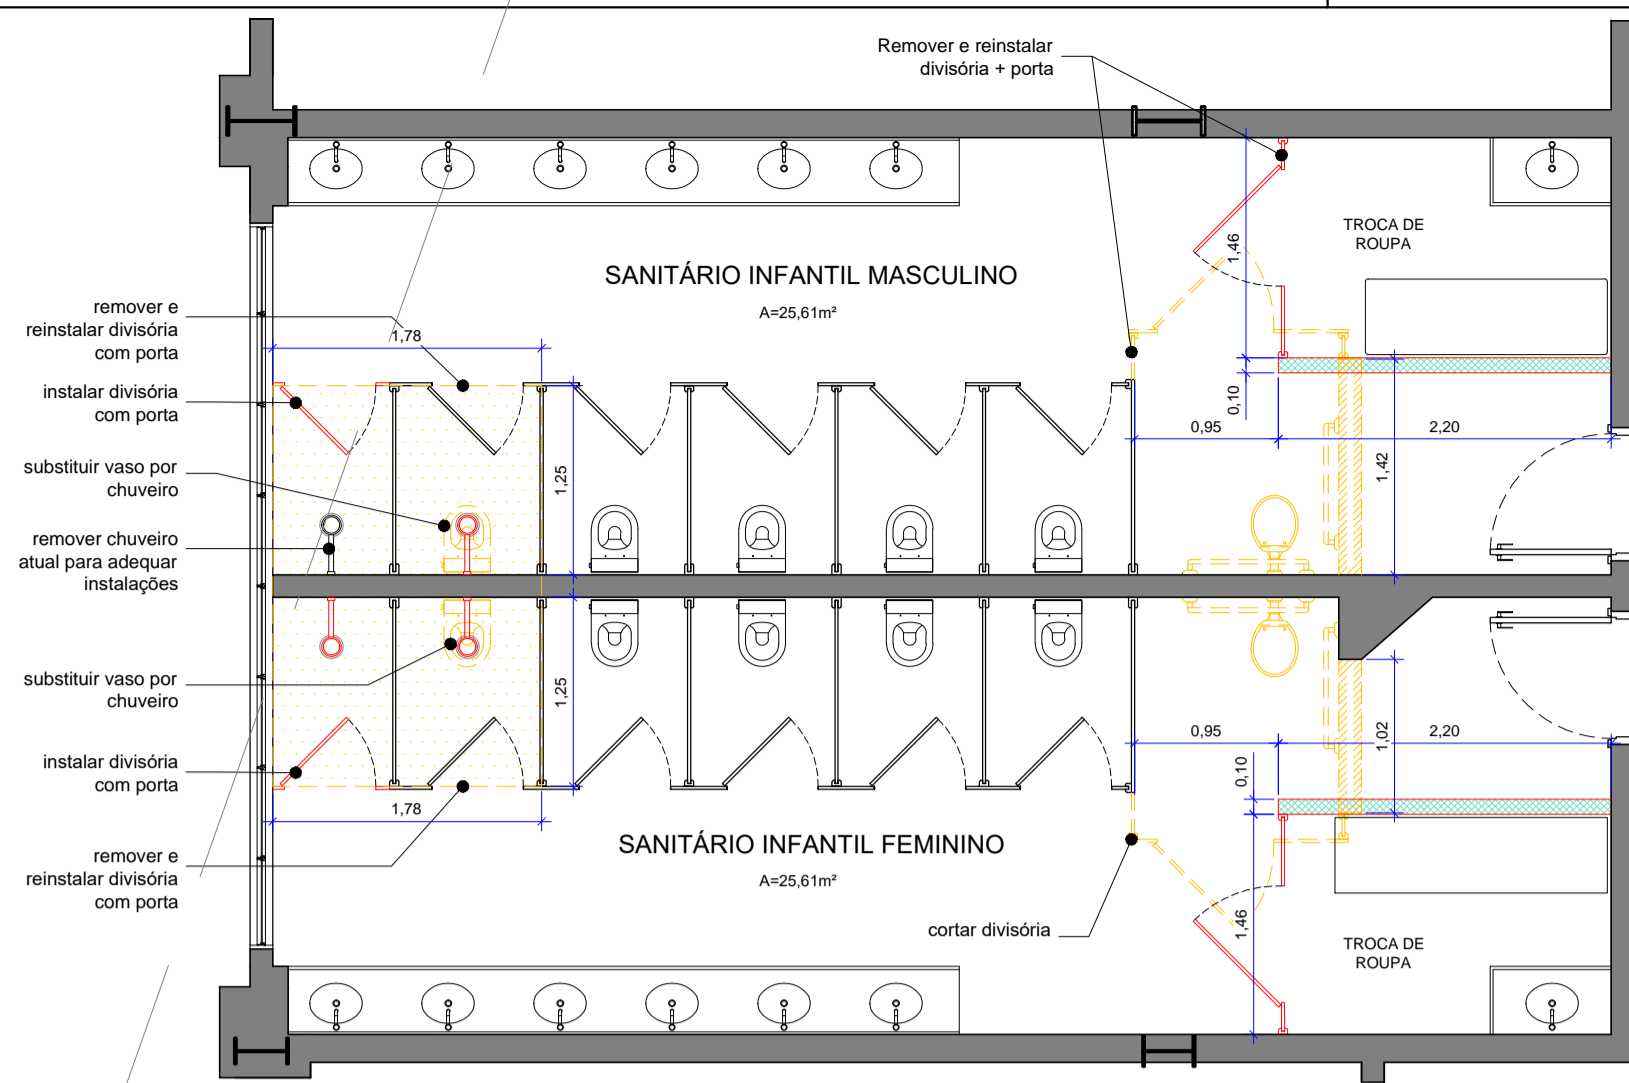 Remover e reinstalar
divisória + porta
TROCA DE
ROUPA
1,46
SANITÁRIO INFANTIL MASCULINO
A=25,61m²
remover e
reinstalar divisória
com porta
1,78
instalar divisória
com porta
0,10
0,95
2,20
1,42
substituir vaso por
chuveiro
1,25
remover chuveiro
atual para adequar
instalações
substituir vaso por
chuveiro
1,25
instalar divisória
com porta
0,95
1,02
2,20
0,10
1,78
SANITÁRIO INFANTIL FEMININO
A=25,61m²
remover e
reinstalar divisória
com porta
cortar divisória
1,46
TROCA DE
ROUPA